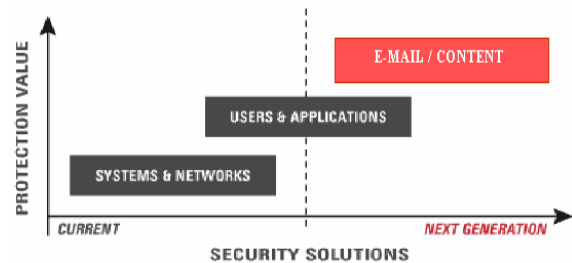 PROTECTION VALUE
E-MAIL / CONTENT
USERS & APPLICATIONS
SYSTEMS & NETWORKS
CURRENT
NEXT GENERATION
SECURITY SOLUTIONS